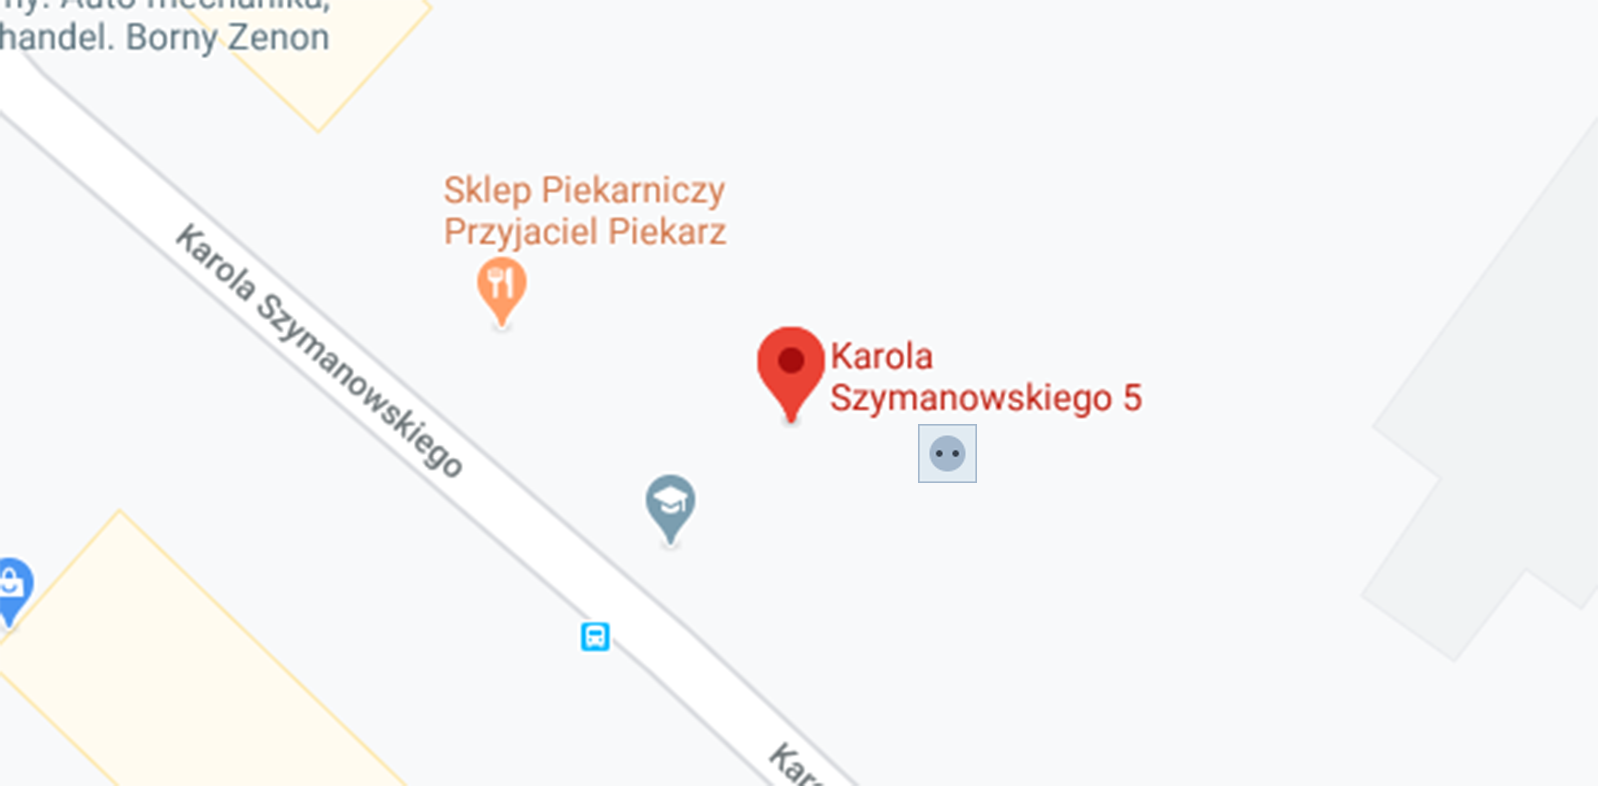 handel. Borny Zenon
Sklep Piekarniczy
Przyjaciel Piekarz
Karola Szymanowskiego
Karola
Szymanowskiego 5